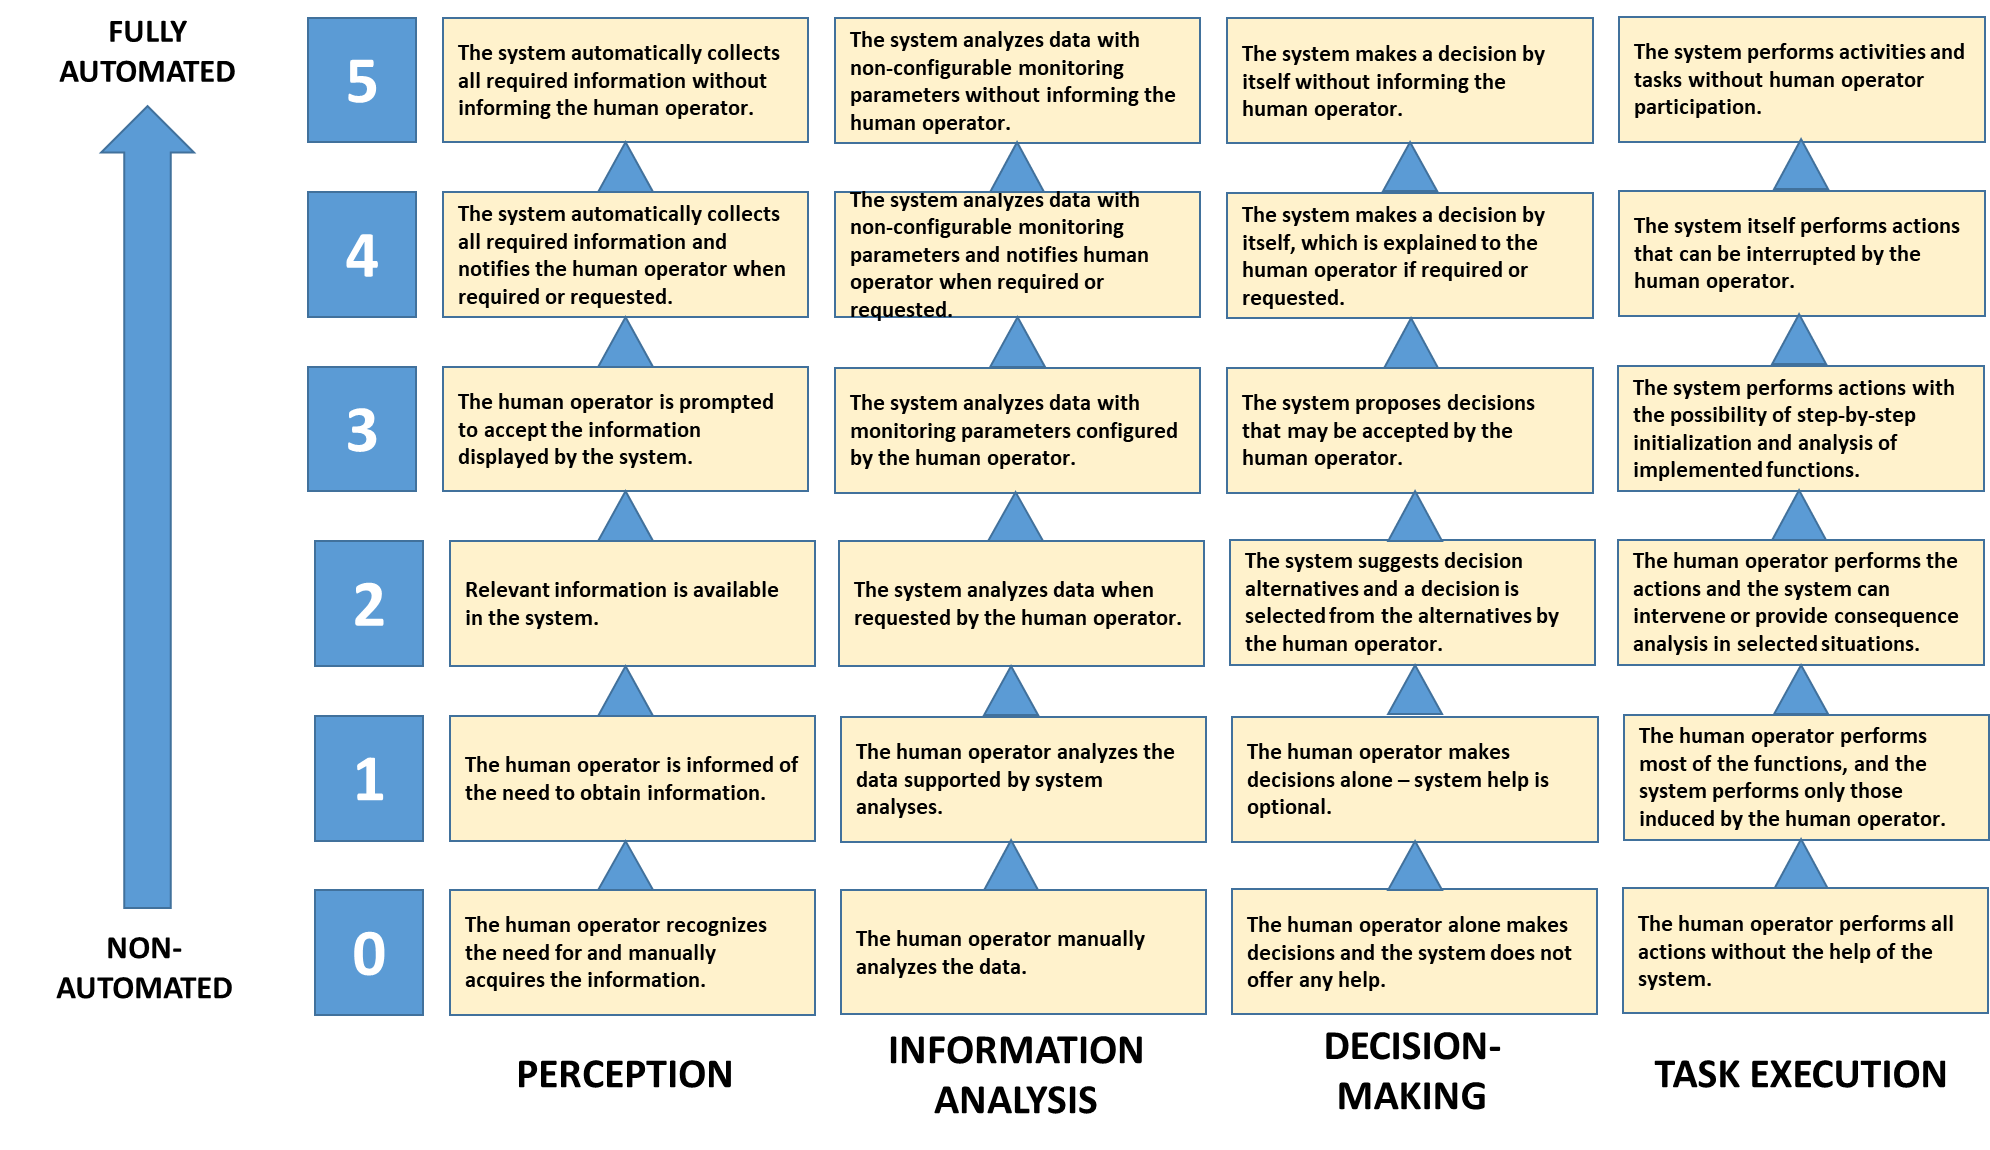 FULLY
AUTOMATED
5
The system automatically collects
all required information without
informing the human operator.
The system analyzes data with
non-configurable monitoring
parameters without informing the
human operator.
The system makes a decision by
itself without informing the
human operator.
The system performs activities and
tasks without human operator
participation.
4
The system automatically collects
all required information and
notifies the human operator when
required or requested.
The system analyzes data with
non-configurable monitoring
parameters and notifies human
operator when required or
requested.
The system makes a decision by
itself, which is explained to the
human operator if required or
requested.
The system itself performs actions
that can be interrupted by the
human operator.
3
The human operator is prompted
to accept the information
displayed by the system.
The system analyzes data with
monitoring parameters configured
by the human operator.
The system proposes decisions
that may be accepted by the
human operator.
The system performs actions with
the possibility of step-by-step
initialization and analysis of
implemented functions.
2
Relevant information is available
in the system.
The system analyzes data when
requested by the human operator.
The system suggests decision
alternatives and a decision is
selected from the alternatives by
the human operator.
The human operator performs the
actions and the system can
intervene or provide consequence
analysis in selected situations.
1
The human operator is informed of
the need to obtain information.
The human operator analyzes the
data supported by system
analyses.
The human operator makes
decisions alone – system help is
optional.
The human operator performs
most of the functions, and the
system performs only those
induced by the human operator.
NON-
AUTOMATED
0
The human operator recognizes
the need for and manually
acquires the information.
The human operator manually
analyzes the data.
The human operator alone makes
decisions and the system does not
offer any help.
The human operator performs all
actions without the help of the
system.
PERCEPTION
INFORMATION
ANALYSIS
DECISION-
MAKING
TASK EXECUTION